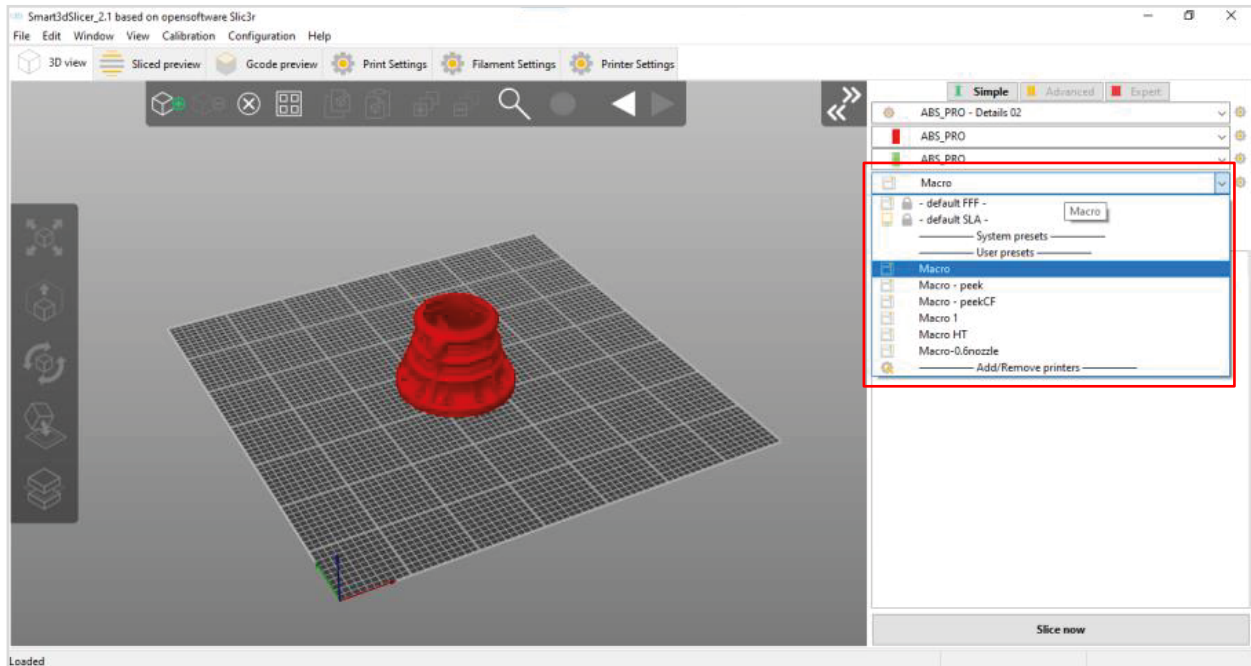 Smart3dSlicer_2.1 based on opensoftware Slic3r
File Edit Window View Calibration Configuration Help
3D view Sliced preview Gcode preview Print Settings Filament Settings Printer Settings
Simple Advanced Expert
ABS_PRO - Details 02
ABS_PRO
ABS_PRO
Macro
- default FFF -
Macro
- default SLA -
System presets
User presets
Macro
Macro - peek
Macro - peekCF
Macro 1
Macro HT
Macro-0.6nozzle
Add/Remove printers
Slice now
Loaded